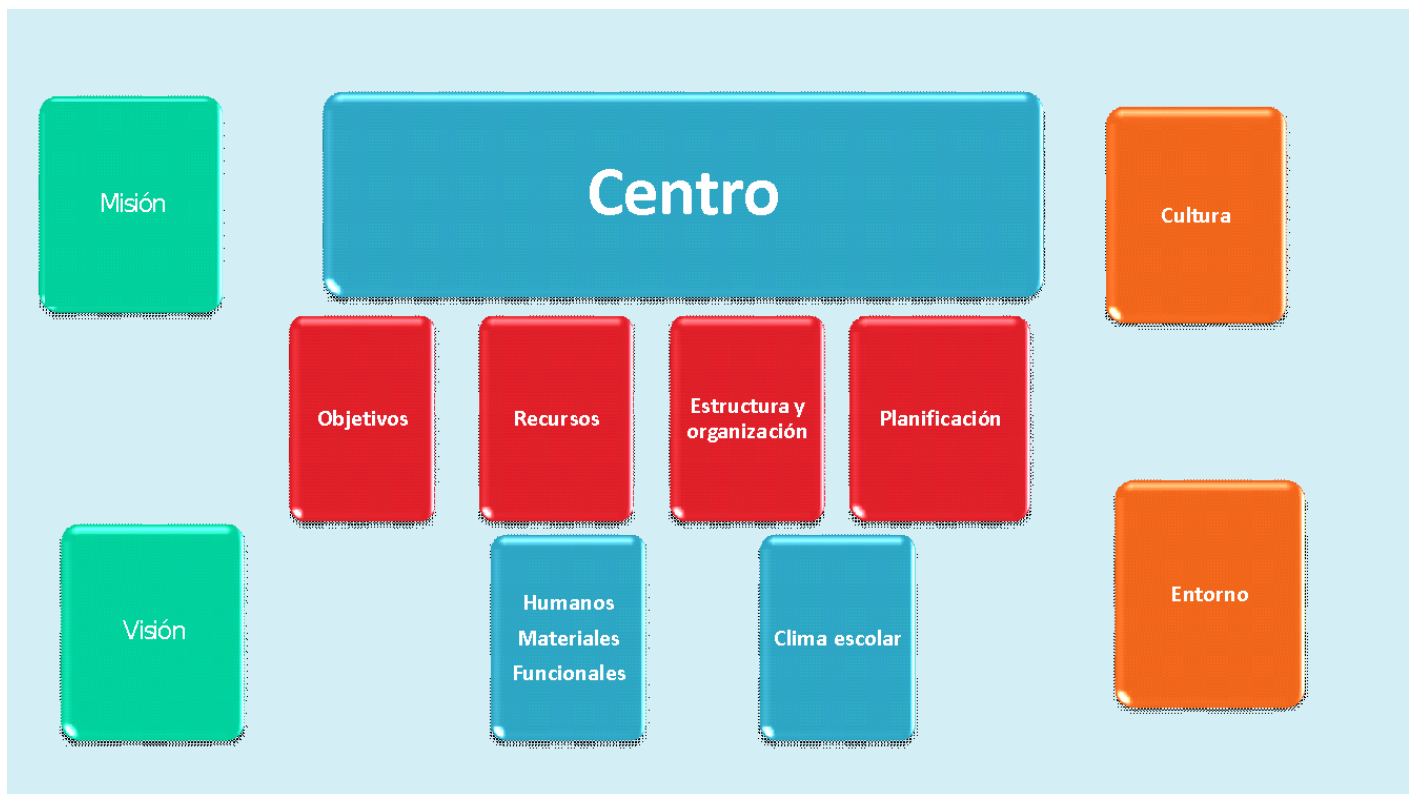 Misión
Centro
Cultura
Objetivos
Recursos
Estructura y
organización
Planificación
Visión
Humanos
Materiales
Funcionales
Clima escolar
Entorno